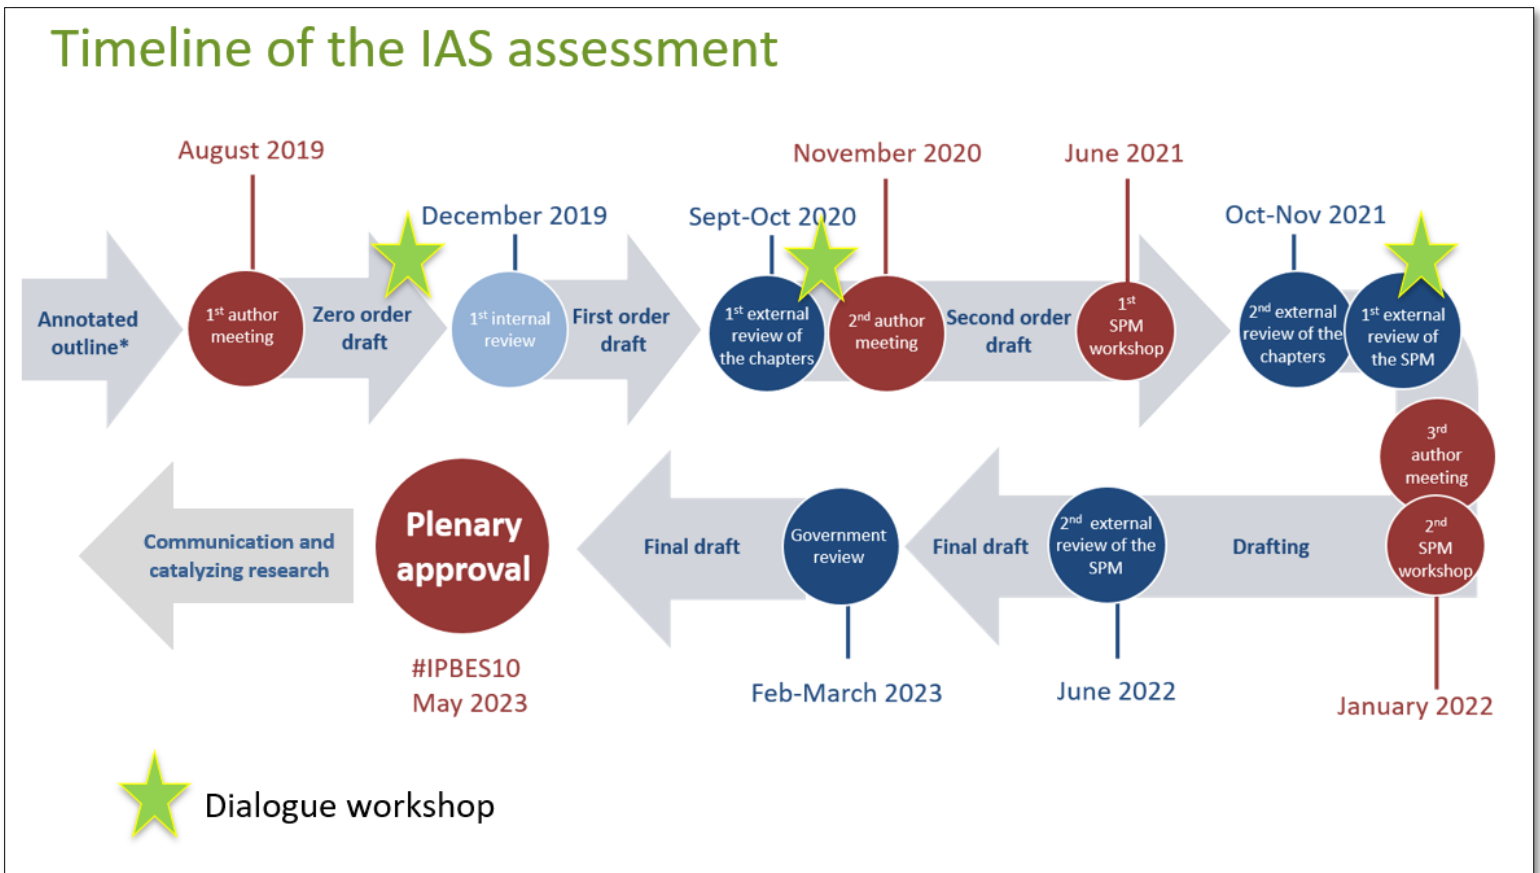 Timeline of the IAS assessment
August 2019
November 2020
June 2021
December 2019
Sept-Oct 2020
Oct-Nov 2021
Annotated
outline*
1st author
meeting
Zero order
draft
1st internal
review
First order
draft
1st external
review of
the chapters
2nd author
meeting
Second order
draft
1st
SPM
workshop
2nd external
review of the
chapters
1st external
review of
the SPM
3rd
author
meeting
2nd
SPM
workshop
January 2022
Drafting
2nd external
review of the
SPM
June 2022
Final draft
Government
review
Feb-March 2023
Final draft
Plenary
approval
#IPBES10
May 2023
Communication and
catalyzing research
Dialogue workshop